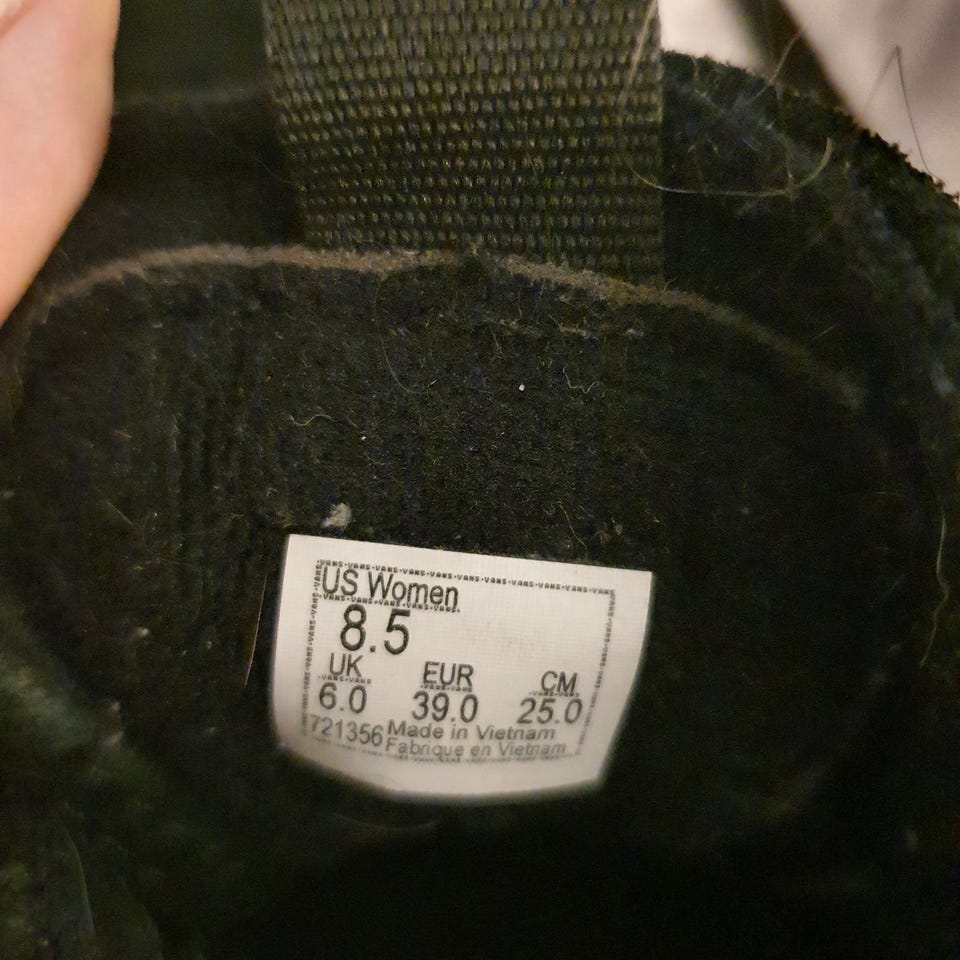 US Women
8.5
UK EUR CM
6.0 39.0 25.0
721356 Made in Vietnam
Fabrique en Vietnam